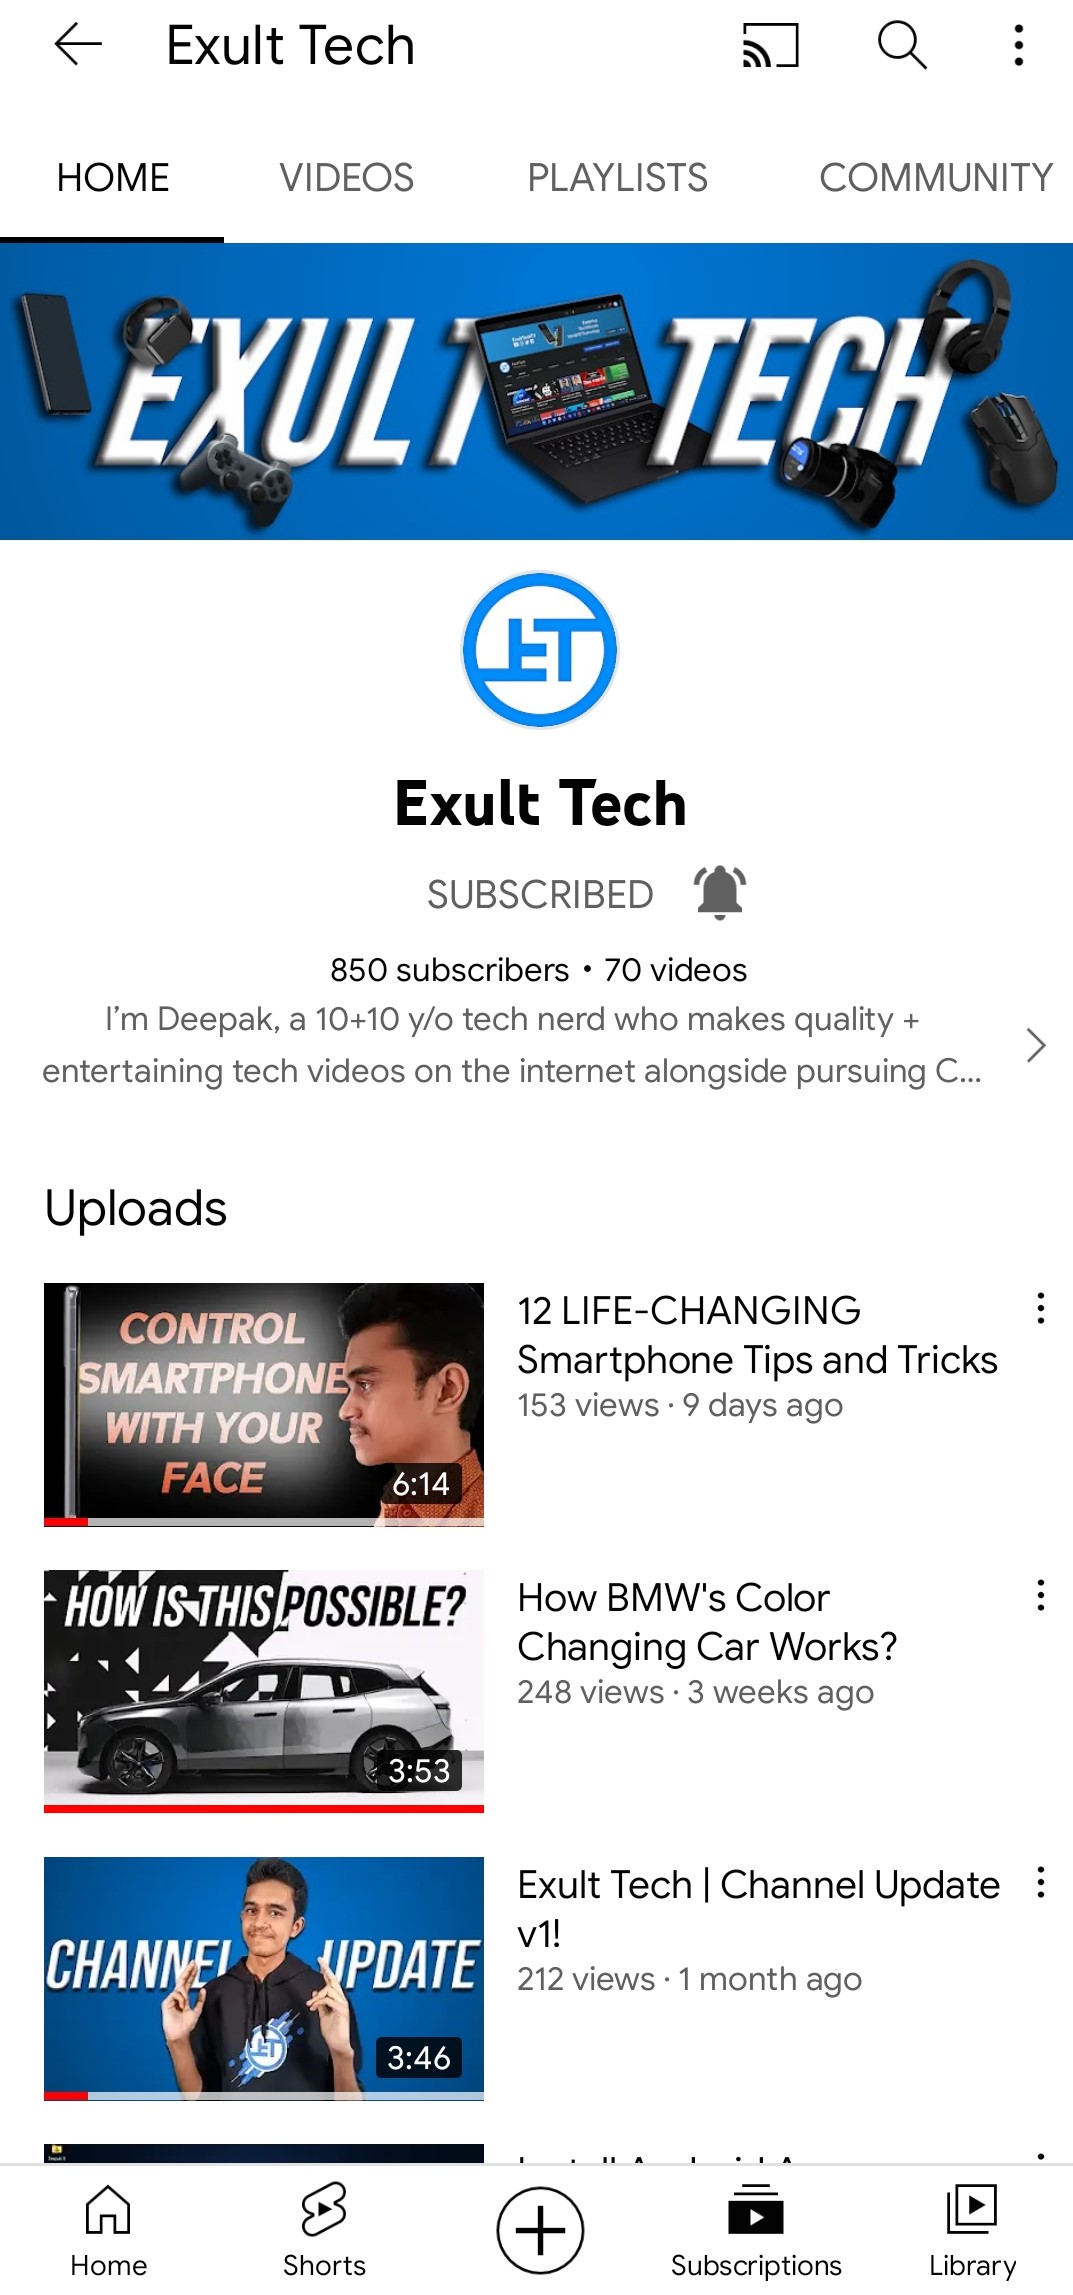 Exult Tech
HOME VIDEOS PLAYLISTS COMMUNITY
EXULT TECH
ET
Exult Tech
SUBSCRIBED
850 subscribers • 70 videos
I'm Deepak, a 10+10 y/o tech nerd who makes quality +
entertaining tech videos on the internet alongside pursuing C...
Uploads
CONTROL
SMARTPHONE
WITH YOUR
FACE
6:14
12 LIFE-CHANGING
Smartphone Tips and Tricks
153 views · 9 days ago
HOW IS THIS POSSIBLE?
3:53
How BMW's Color
Changing Car Works?
248 views · 3 weeks ago
CHANNEL UPDATE
ET
3:46
Exult Tech | Channel Update
v1!
212 views · 1 month ago
Home Shorts Subscriptions Library